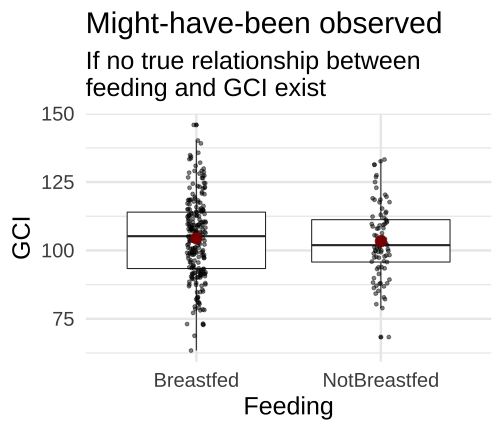 Might-have-been observed
If no true relationship between
feeding and GCI exist
150
125
100
75
GCI
Breastfed NotBreastfed
Feeding